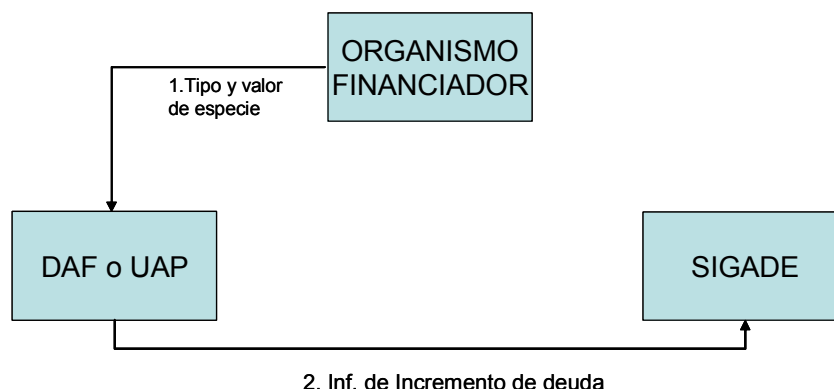 ORGANISMO
FINANCIADOR
1.Tipo y valor
de especie
DAF o UAP
SIGADE
2. Inf. de Incremento de deuda